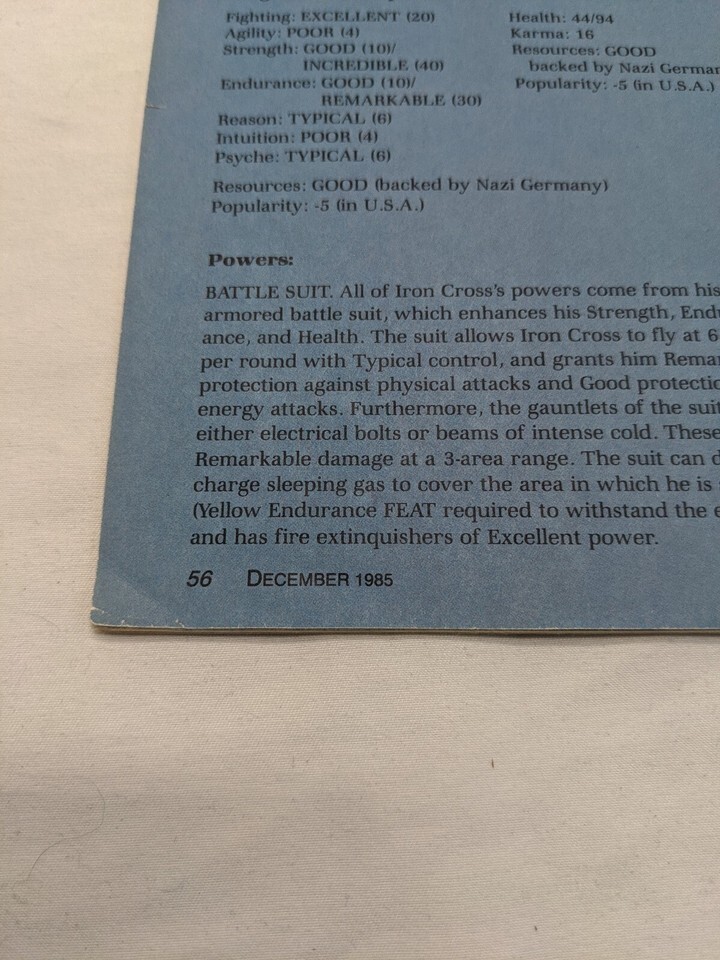 Fighting: EXCELLENT (20)
Agility: POOR (4)
Strength: GOOD (10)/
INCREDIBLE (40)
Endurance: GOOD (10)/
REMARKABLE (30)
Reason: TYPICAL (6)
Intuition: POOR (4)
Psyche: TYPICAL (6)
Health: 44/94
Karma: 16
Resources: GOOD
backed by Nazi German
Popularity: -5 (in U.S.A.)
Resources: GOOD (backed by Nazi Germany)
Popularity: -5 (in U.S.A.)
Powers:
BATTLE SUIT. All of Iron Cross's powers come from his
armored battle suit, which enhances his Strength, Endu
ance, and Health. The suit allows Iron Cross to fly at 6
per round with Typical control, and grants him Remar
protection against physical attacks and Good protectio
energy attacks. Furthermore, the gauntlets of the suit
either electrical bolts or beams of intense cold. These
Remarkable damage at a 3-area range. The suit can d
charge sleeping gas to cover the area in which he is
(Yellow Endurance FEAT required to withstand the e
and has fire extinquishers of Excellent power.
56 DECEMBER 1985